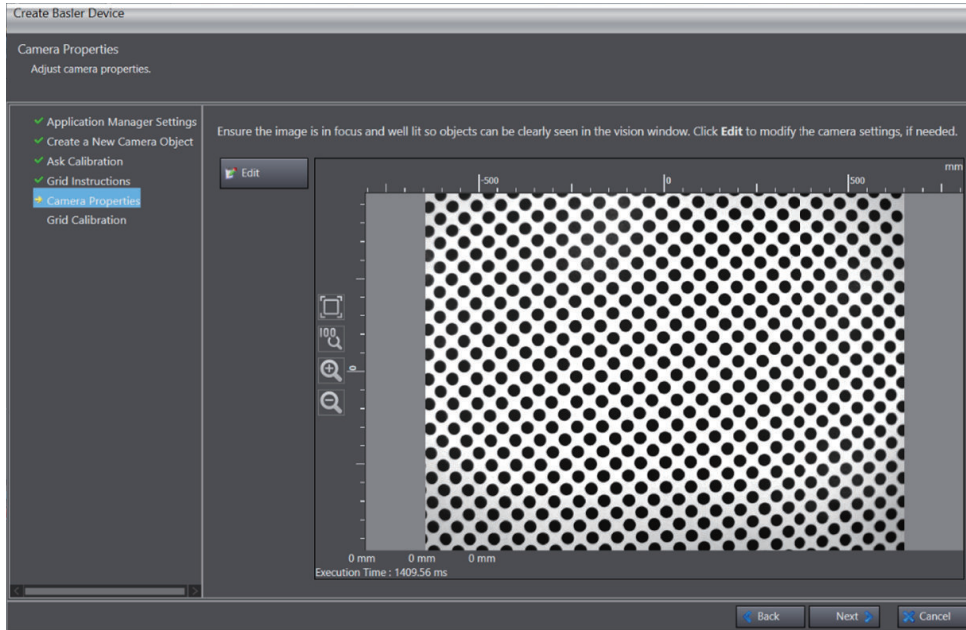 Create Basler Device
Camera Properties
Adjust camera properties.
Application Manager Settings
Create a New Camera Object
Ask Calibration
Grid Instructions
Camera Properties
Grid Calibration
Ensure the image is in focus and well lit so objects can be clearly seen in the vision window. Click Edit to modify the camera settings, if needed.
Edit
mm
-500
0
500
100
0
0 mm 0 mm 0 mm
Execution Time : 1409.56 ms
Back Next Cancel